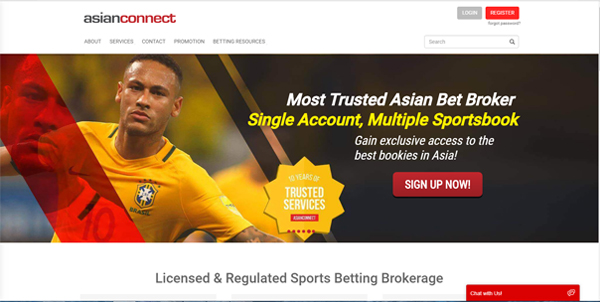 asianconnect
LOGIN
REGISTER
Forgot password?
ABOUT
SERVICES
CONTACT
PROMOTION
BETTING RESOURCES
Search
Most Trusted Asian Bet Broker
Single Account, Multiple Sportsbook
Gain exclusive access to the
best bookies in Asia!
SIGN UP NOW!
10 YEARS OF
TRUSTED
SERVICES
ASIANCONNECT
BRASIL
Licensed & Regulated Sports Betting Brokerage
Chat with Us!